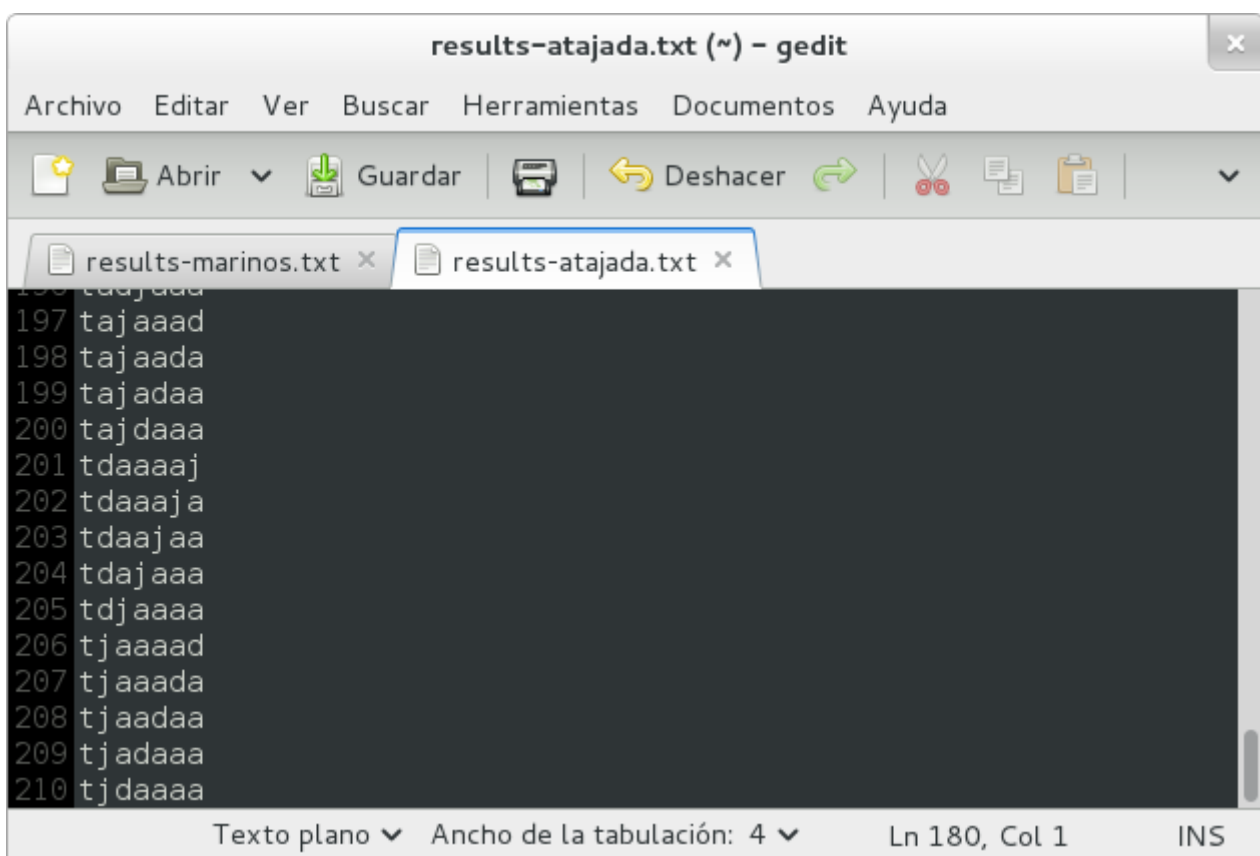 results-atajada.txt (~) - gedit
Archivo Editar Ver Buscar Herramientas Documentos Ayuda
Abrir Guardar Deshacer
results-marinos.txt results-atajada.txt
197 tajaaad
198 tajaada
199 tajadaa
200 tajdaaa
201 tdaaaaj
202 tdaaaja
203 tdaajaa
204 tdajaaa
205 tdjaaaa
206 tjaaaad
207 tjaaada
208 tjaadaa
209 tjadaaa
210 tjdaaaa
Texto plano Ancho de la tabulación: 4 Ln 180, Col 1 INS